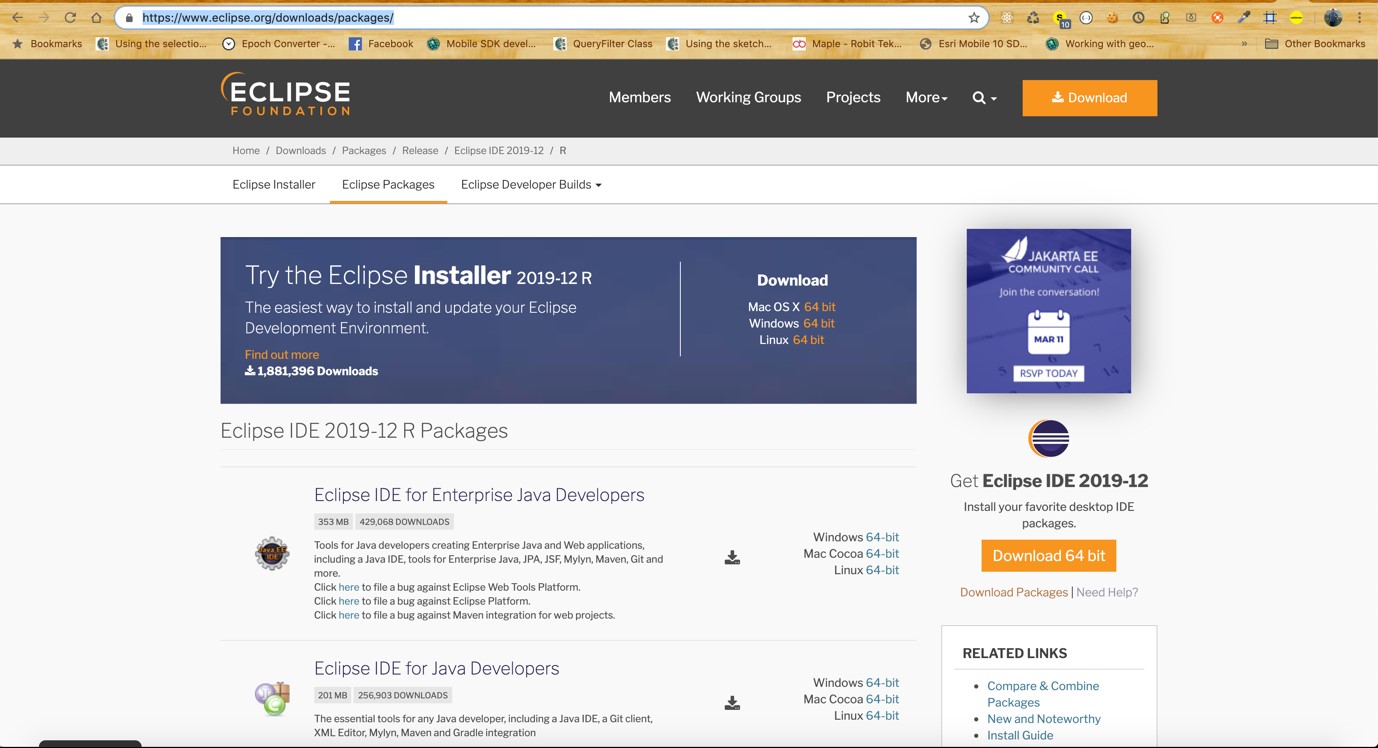 https://www.eclipse.org/downloads/packages/
10
Bookmarks
Using the selectio...
Epoch Converter -...
Facebook
Mobile SDK devel...
QueryFilter Class
Using the sketch...
Maple – Robit Tek...
Esri Mobile 10 SD...
Working with geo...
»
Other Bookmarks
ECLIPSE
FOUNDATION
Members
Working Groups
Projects
More
Download
Home / Downloads / Packages / Release / Eclipse IDE 2019-12 / R
Eclipse Installer
Eclipse Packages
Eclipse Developer Builds
Try the Eclipse Installer 2019-12 R
The easiest way to install and update your Eclipse
Development Environment.
Find out more
1,881,396 Downloads
Download
Mac OS X 64 bit
Windows 64 bit
Linux 64 bit
JAKARTA EE
COMMUNITY CALL
Join the conversation!
MAR 11
RSVP TODAY
Eclipse IDE 2019-12 R Packages
Eclipse IDE for Enterprise Java Developers
353 MB 429,068 DOWNLOADS
Java EE
IDE
Tools for Java developers creating Enterprise Java and Web applications,
including a Java IDE, tools for Enterprise Java, JPA, JSF, Mylyn, Maven, Git and
more.
Click here to file a bug against Eclipse Web Tools Platform.
Click here to file a bug against Eclipse Platform.
Click here to file a bug against Maven integration for web projects.
Windows 64-bit
Mac Cocoa 64-bit
Linux 64-bit
Eclipse IDE for Java Developers
201 MB 256,903 DOWNLOADS
The essential tools for any Java developer, including a Java IDE, a Git client,
XML Editor, Mylyn, Maven and Gradle integration
Windows 64-bit
Mac Cocoa 64-bit
Linux 64-bit
Get Eclipse IDE 2019-12
Install your favorite desktop IDE
packages.
Download 64 bit
Download Packages | Need Help?
RELATED LINKS
Compare & Combine
Packages
New and Noteworthy
Install Guide